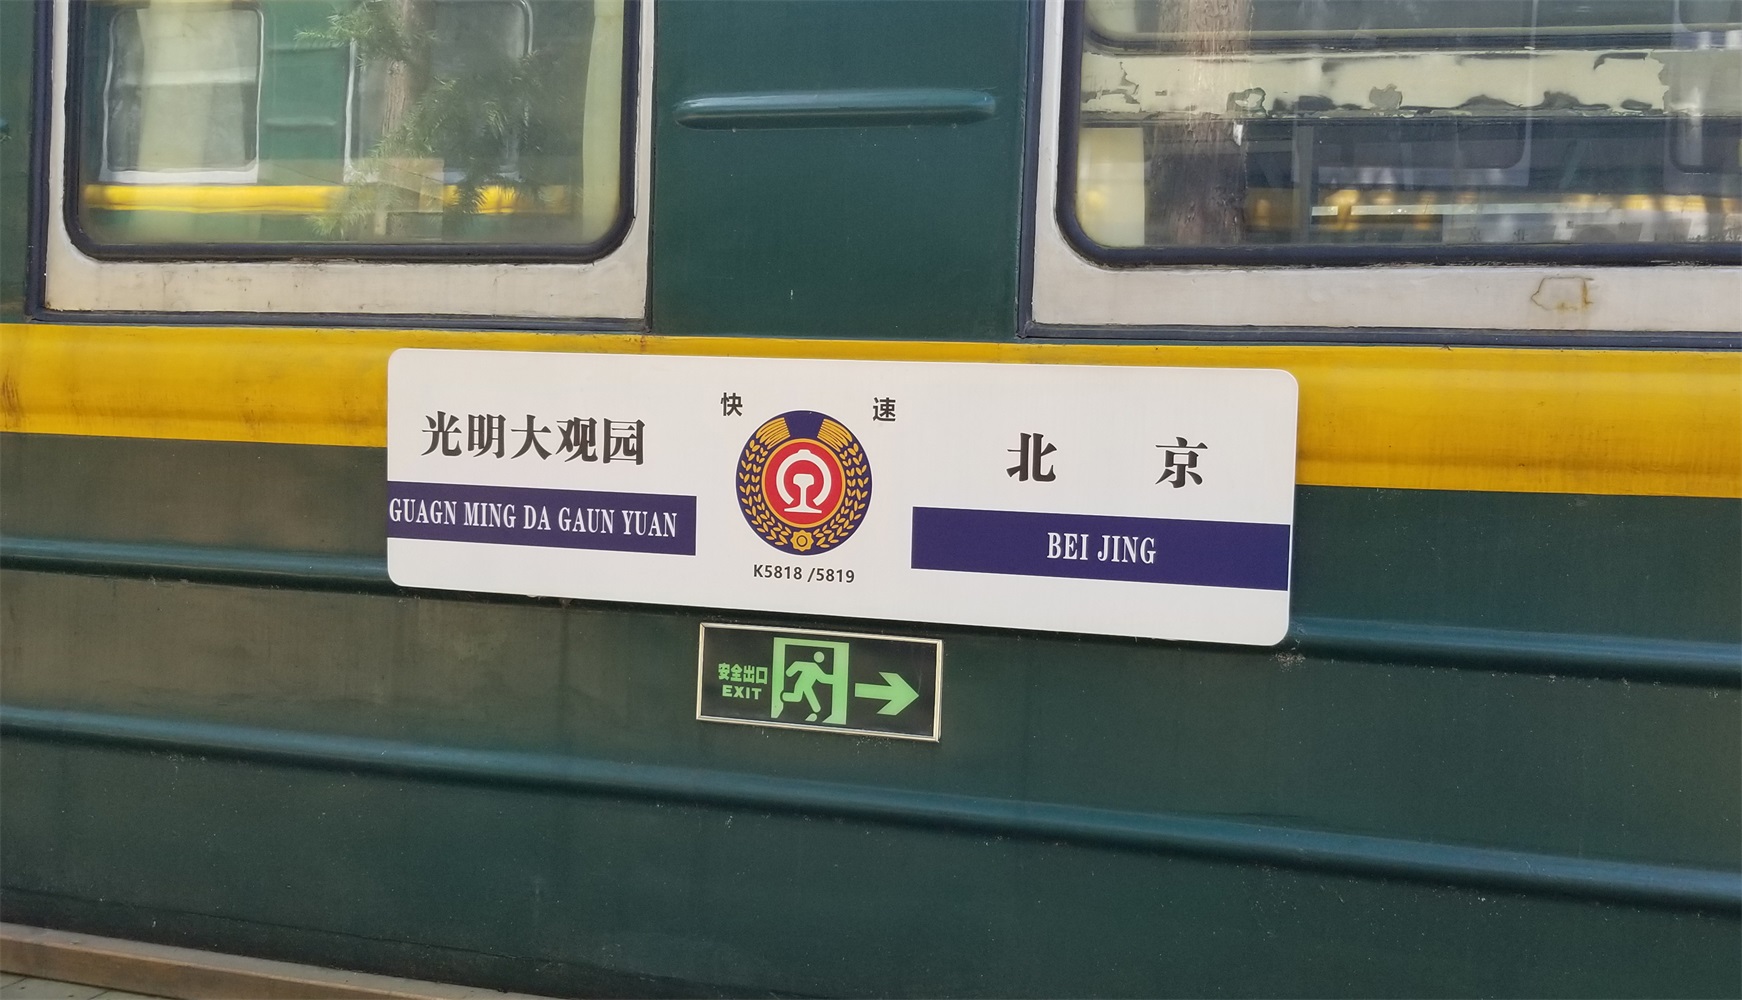 光明大观园
GUAGN MING DA GAUN YUAN
快 速
K5818 /5819
北 京
BEI JING
安全出口
EXIT